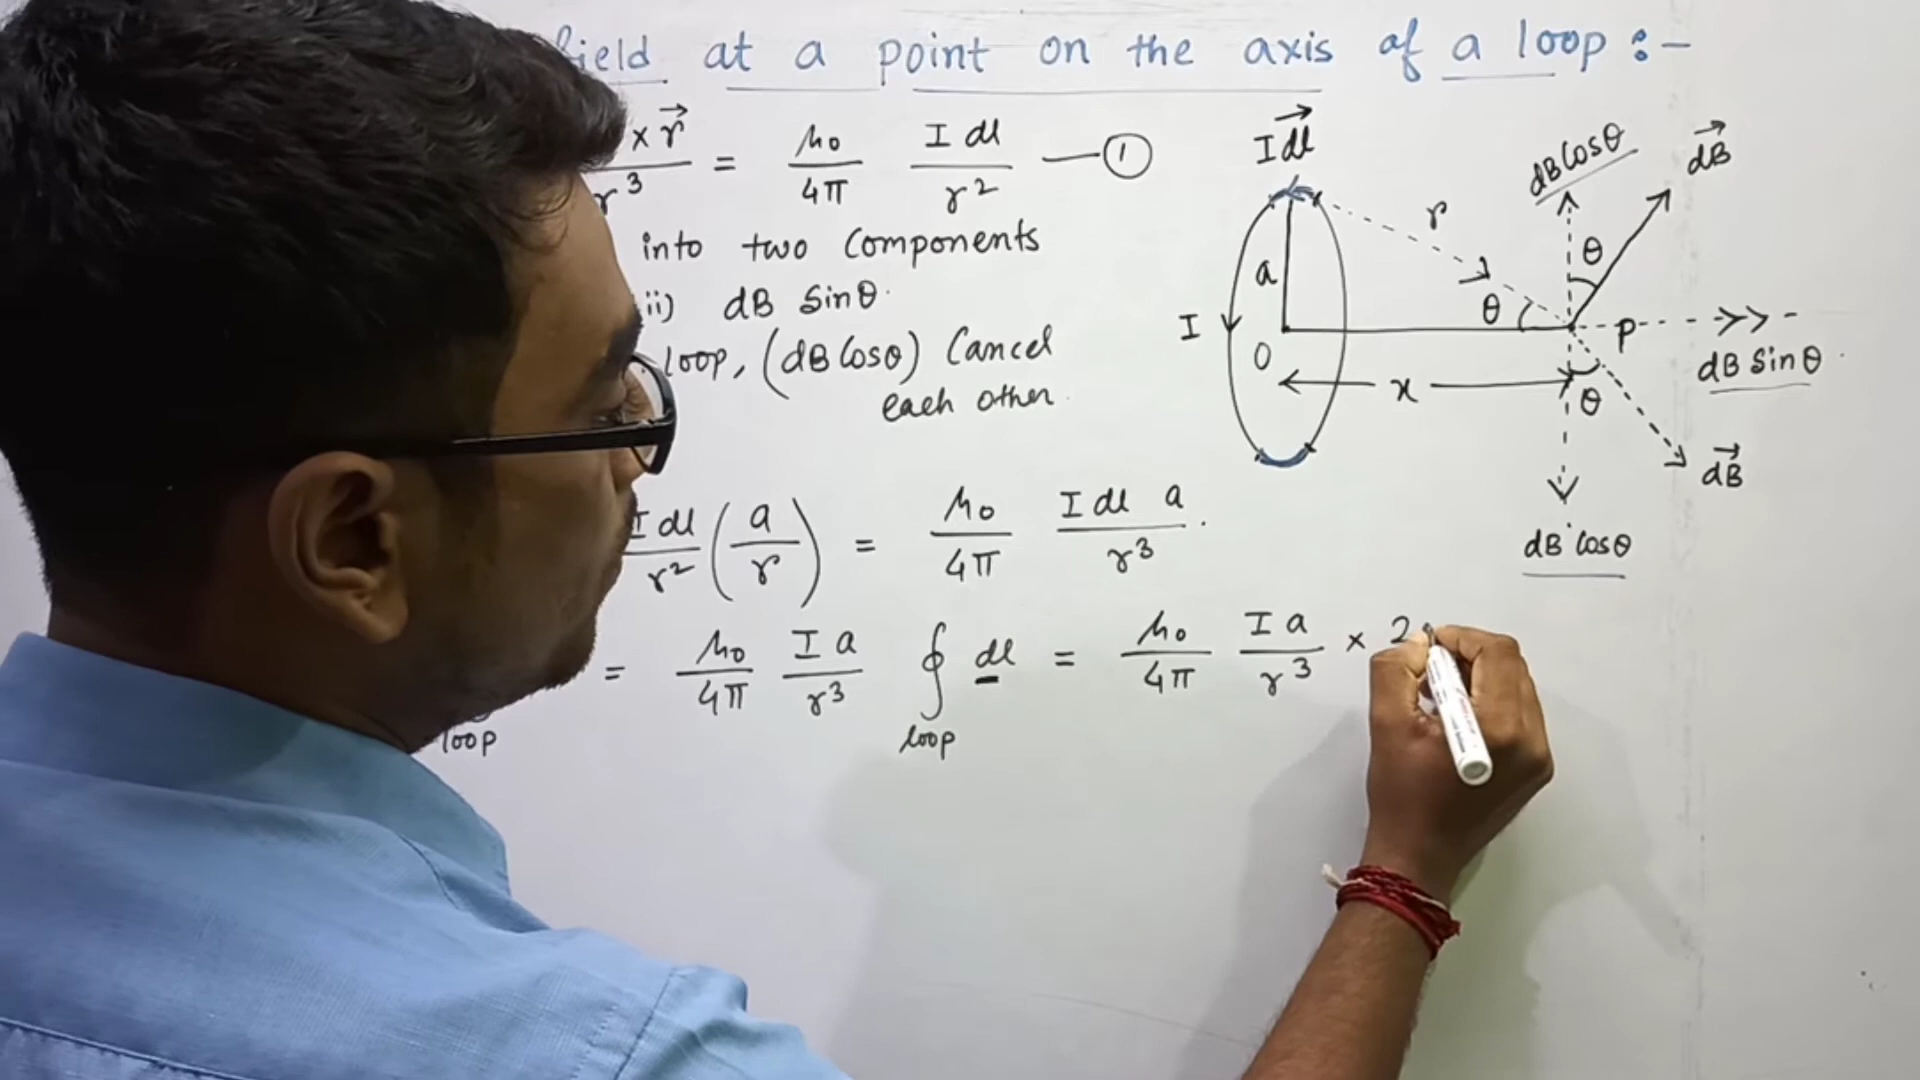 field at a point on the axis of a loop :-
× r⃗ / r³ = μ₀/4π I dl / r² — ①
into two Components
ii) dB Sinθ
loop, (dB Cosθ) Cancel
each other.
I dl / r² (a/r) = μ₀/4π I dl a / r³ .
= μ₀/4π I a / r³ ∮ dl = μ₀/4π I a / r³ × 2
loop loop
I dl⃗
dB Cosθ
dB⃗
r
θ
a
θ
I
P
O
dB Sinθ
x
θ
dB⃗
dB Cosθ